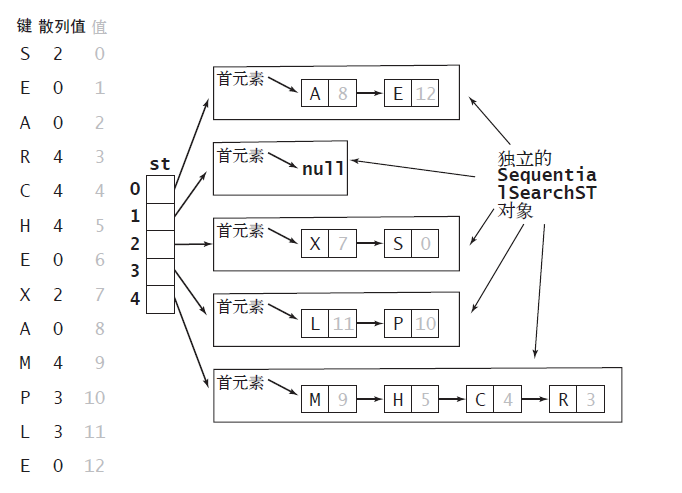 键 散列值 值
S 2 0
E 0 1
A 0 2
R 4 3
C 4 4
H 4 5
E 0 6
X 2 7
A 0 8
M 4 9
P 3 10
L 3 11
E 0 12
st
0
1
2
3
4
首元素
A 8 E 12
首元素
null
首元素
X 7 S 0
首元素
L 11 P 10
首元素
M 9 H 5 C 4 R 3
独立的
Sequentia
lSearchST
对象